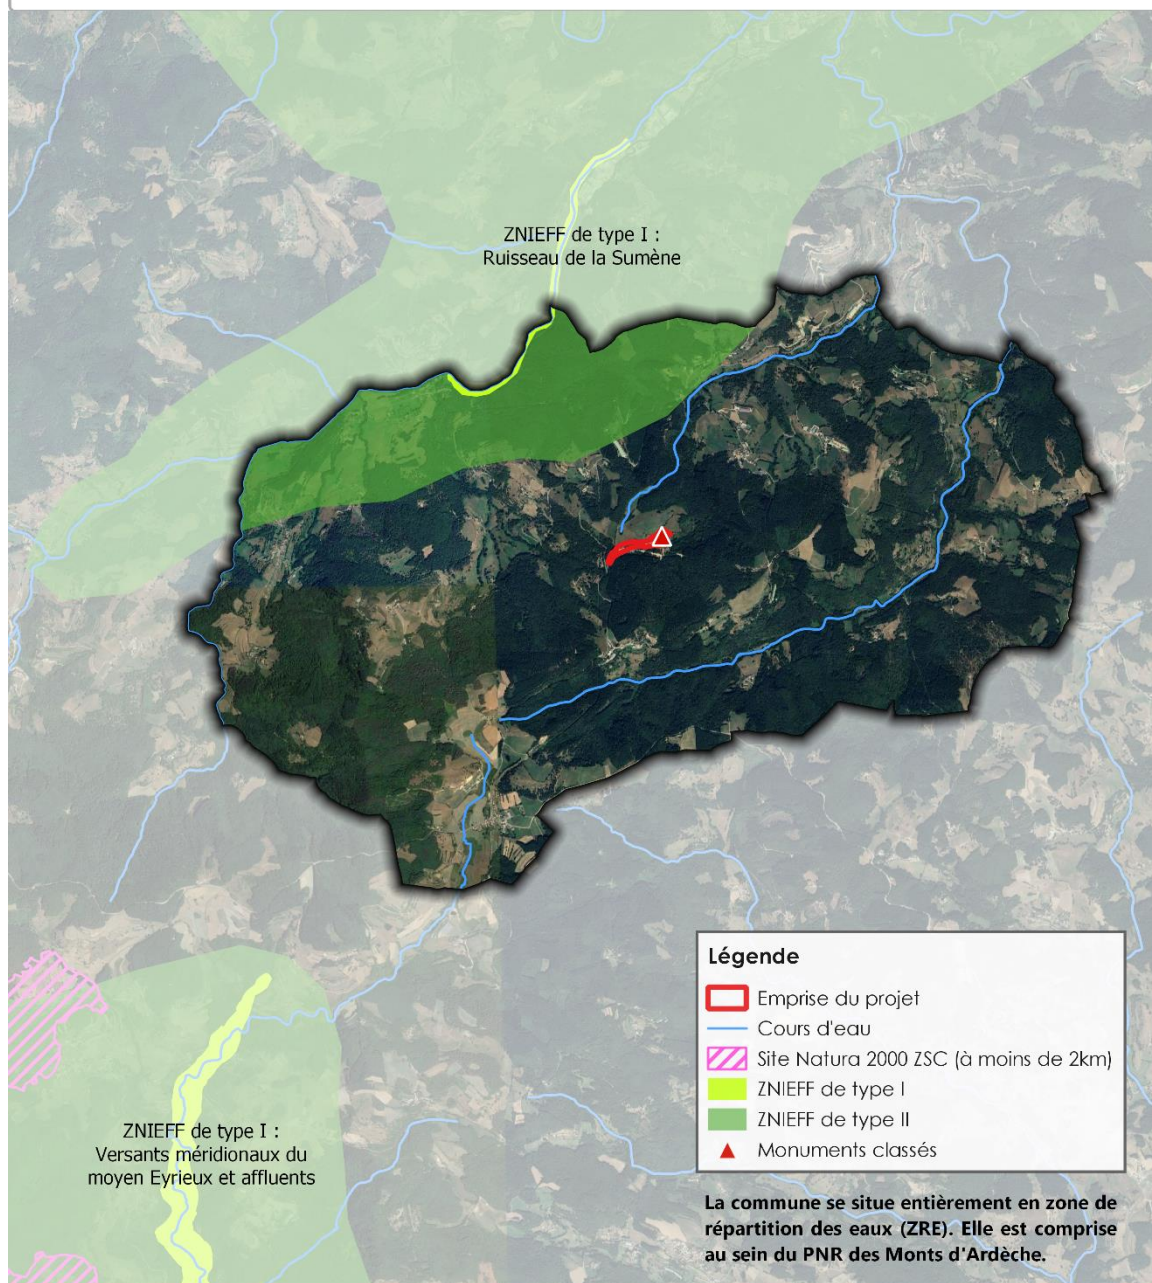 ZNIEFF de type I :
Ruisseau de la Sumène
Légende
Emprise du projet
Cours d'eau
Site Natura 2000 ZSC (à moins de 2km)
ZNIEFF de type I
ZNIEFF de type II
Monuments classés
ZNIEFF de type I :
Versants méridionaux du
moyen Eyrieux et affluents
La commune se situe entièrement en zone de
répartition des eaux (ZRE). Elle est comprise
au sein du PNR des Monts d'Ardèche.